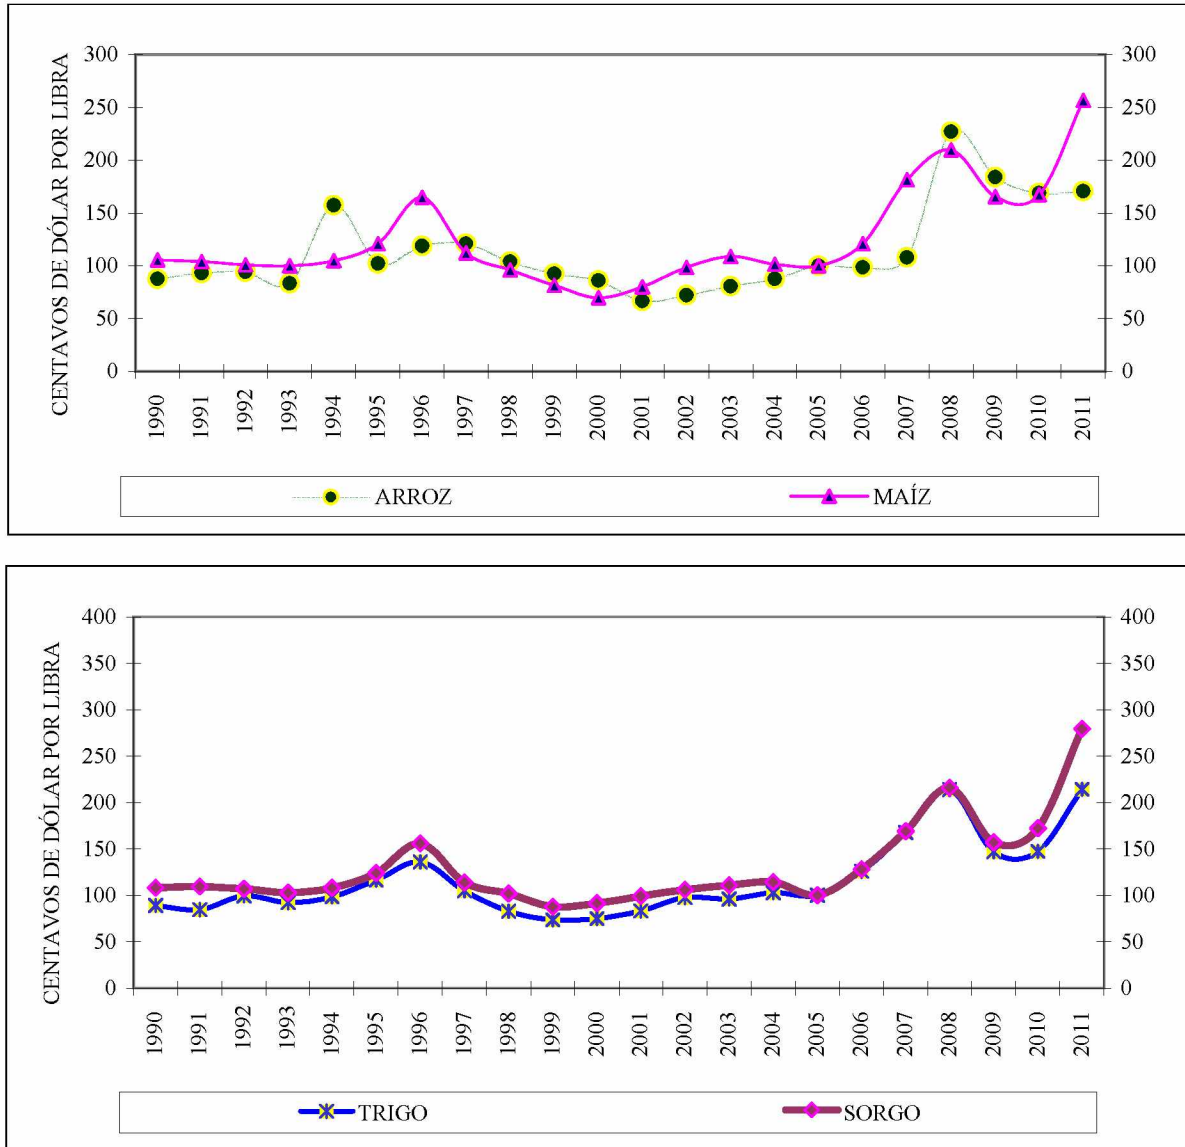 CENTAVOS DE DÓLAR POR LIBRA
300 300
250 250
200 200
150 150
100 100
50 50
0 0
1990 1991 1992 1993 1994 1995 1996 1997 1998 1999 2000 2001 2002 2003 2004 2005 2006 2007 2008 2009 2010 2011
ARROZ MAÍZ
CENTAVOS DE DÓLAR POR LIBRA
400 400
350 350
300 300
250 250
200 200
150 150
100 100
50 50
0 0
1990 1991 1992 1993 1994 1995 1996 1997 1998 1999 2000 2001 2002 2003 2004 2005 2006 2007 2008 2009 2010 2011
TRIGO SORGO